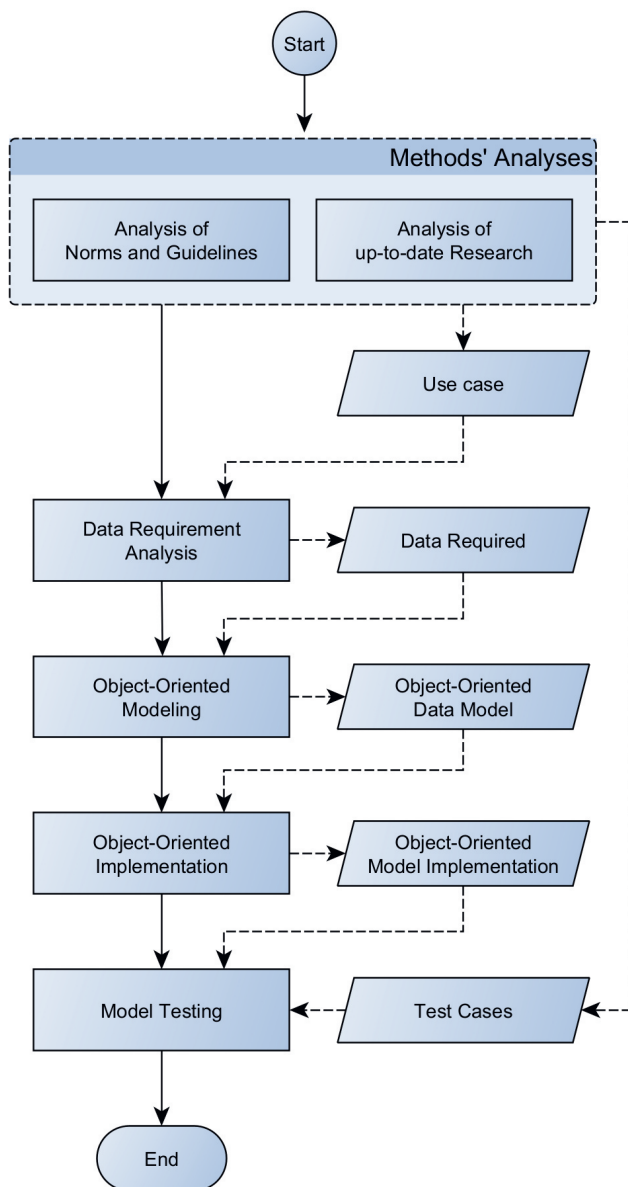 Start
Methods' Analyses
Analysis of
Norms and Guidelines
Analysis of
up-to-date Research
Use case
Data Requirement
Analysis
Data Required
Object-Oriented
Modeling
Object-Oriented
Data Model
Object-Oriented
Implementation
Object-Oriented
Model Implementation
Model Testing
Test Cases
End